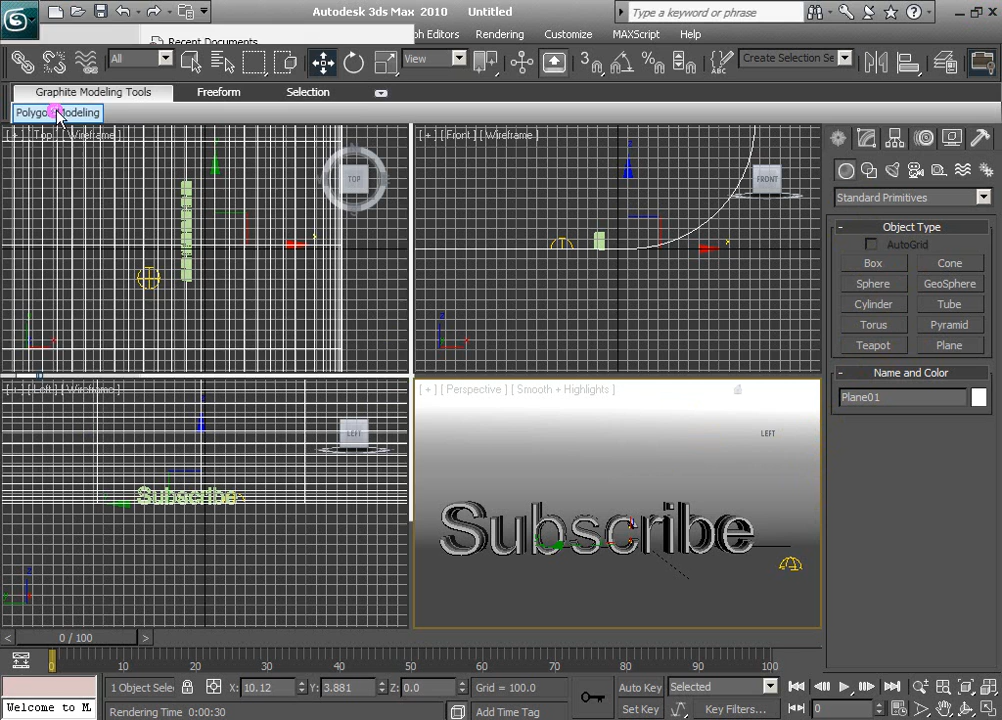 Autodesk 3ds Max 2010 Untitled
Type a keyword or phrase
Recent Documents
ph Editors Rendering Customize MAXScript Help
All
View
3
Create Selection Se
Graphite Modeling Tools Freeform Selection
Modeling
[ + ] [ Top ] [ Wireframe ]
[ + ] [ Front ] [ Wireframe ]
TOP
FRONT
Standard Primitives
Object Type
AutoGrid
Box Cone
Sphere GeoSphere
Cylinder Tube
Torus Pyramid
Teapot Plane
Name and Color
Plane01
[ + ] [ Left ] [ Wireframe ]
[ + ] [ Perspective ] [ Smooth + Highlights ]
LEFT
LEFT
Subscribe
Subscribe
0 / 100
0 10 20 30 40 50 60 70 80 90 100
1 Object Selec
X: 10.12 Y: 3.881 Z: 0.0 Grid = 100.0
Auto Key Selected
Welcome to M.
Rendering Time 0:00:30
Add Time Tag
Set Key Key Filters...
0